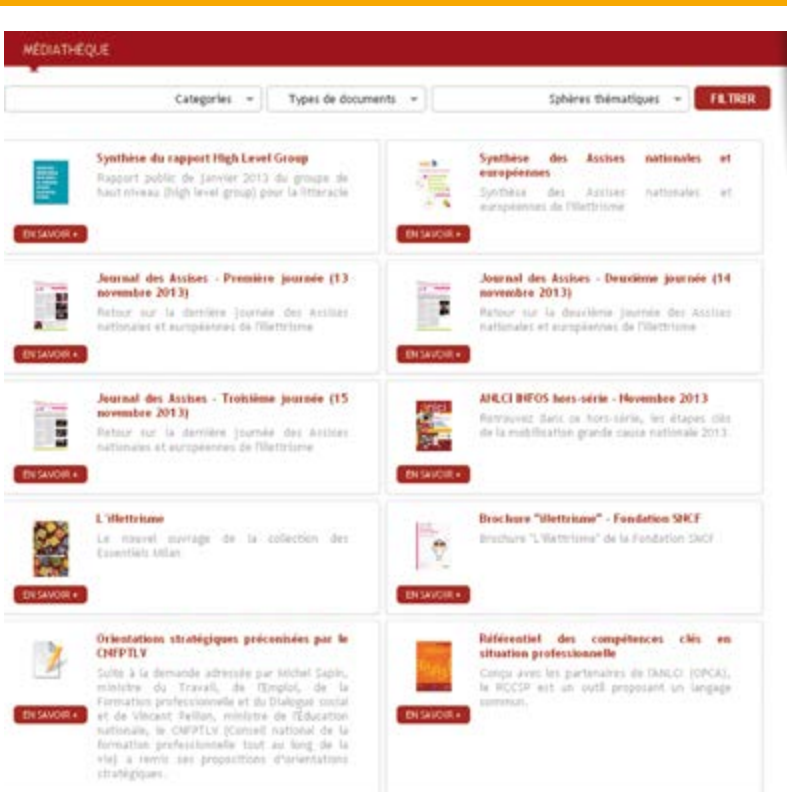 MÉDIATHÈQUE
Categories
Types de documents
Sphères thématiques
FILTRER
Synthèse du rapport High Level Group
Rapport public de janvier 2013 du groupe de
haut niveau (high level group) pour la litteracie
EN SAVOIR +
Synthèse des Assises nationales et
européennes
Synthèse des Assises nationales et
européennes de l'illettrisme
EN SAVOIR +
Journal des Assises - Première journée (13
novembre 2013)
Retour sur la dernière journée des Assises
nationales et européennes de l'illettrisme
EN SAVOIR +
Journal des Assises - Deuxième journée (14
novembre 2013)
Retour sur la deuxième journée des Assises
nationales et européennes de l'illettrisme
EN SAVOIR +
Journal des Assises - Troisième journée (15
novembre 2013)
Retour sur la dernière journée des Assises
nationales et européennes de l'illettrisme
EN SAVOIR +
ANLCI INFOS hors-série - Novembre 2013
Retrouvez dans ce hors-série, les étapes clés
de la mobilisation grande cause nationale 2013.
EN SAVOIR +
L'illettrisme
Le nouvel ouvrage de la collection des
Essentiels Milan
EN SAVOIR +
Brochure "illettrisme" - Fondation SNCF
Brochure "L'illettrisme" de la Fondation SNCF
EN SAVOIR +
Orientations stratégiques préconisées par le
CNFPTLV
Suite à la demande adressée par Michel Sapin,
ministre du Travail, de l'Emploi, de la
Formation professionnelle et du Dialogue social
et de Vincent Peillon, ministre de l'Éducation
nationale, le CNFPTLV (Conseil national de la
formation professionnelle tout au long de la
vie) a remis ses propositions d'orientations
stratégiques.
EN SAVOIR +
Référentiel des compétences clés en
situation professionnelle
Conçu avec les partenaires de l'ANLCI (OPCA),
le RCCSP est un outil proposant un langage
commun.
EN SAVOIR +